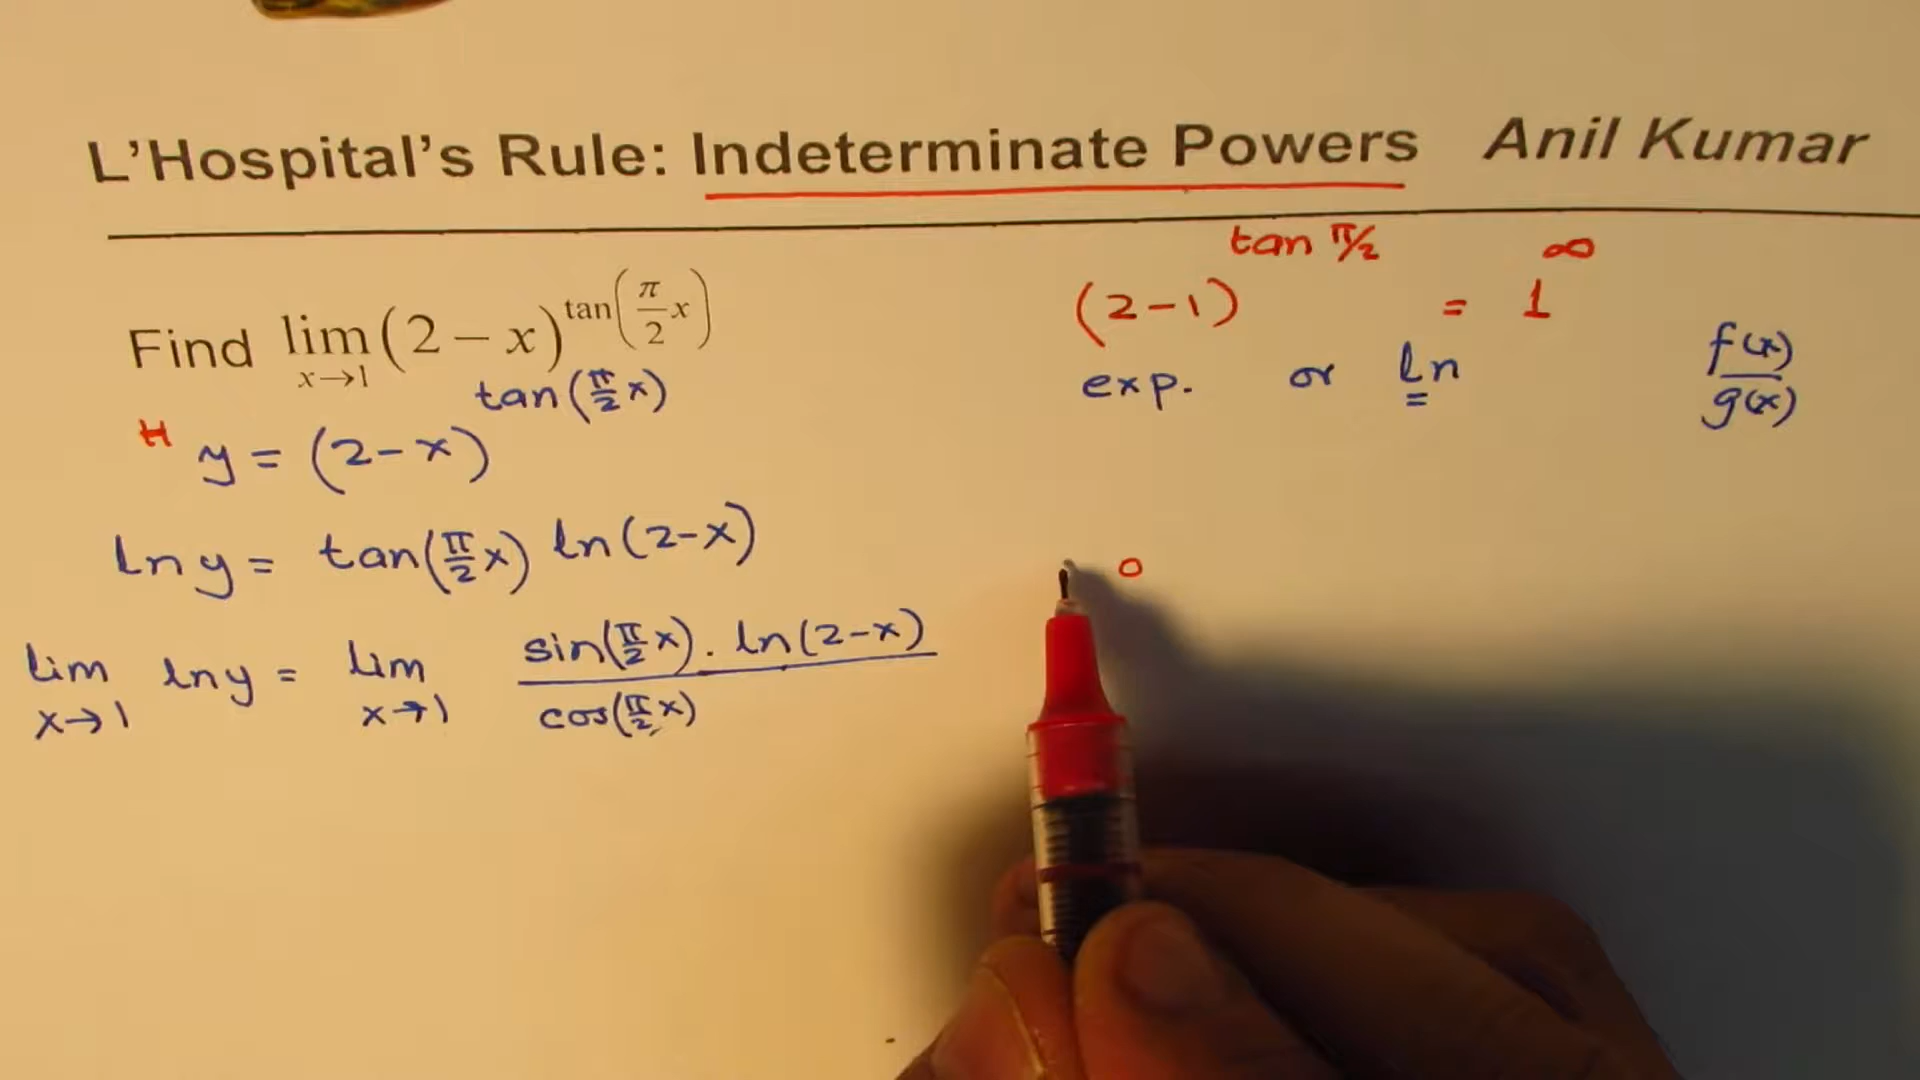 L'Hospital's Rule: Indeterminate Powers Anil Kumar
Find lim x→1 (2 − x)^tan(π/2 x)
H y = (2-x)^tan(π/2 x)
ln y = tan(π/2 x) ln(2-x)
lim x→1 ln y = lim x→1 sin(π/2 x) . ln(2-x) / cos(π/2 x)
(2-1)^tan π/2 = 1^∞
exp. or ln
f(x) / g(x)
0